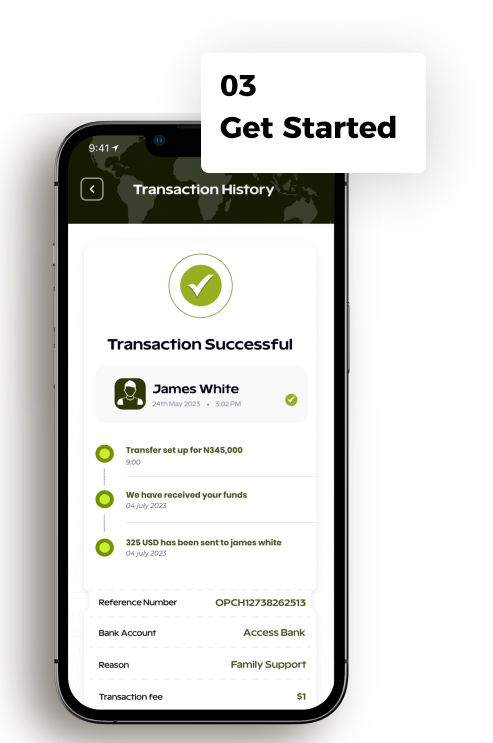 03
Get Started
9:41
Transaction History
Transaction Successful
James White
24th May 2023 • 3:02 PM
Transfer set up for N345,000
9:00
We have received your funds
04 july 2023
325 USD has been sent to james white
04 july 2023
Reference Number OPCH12738262513
Bank Account Access Bank
Reason Family Support
Transaction fee $1